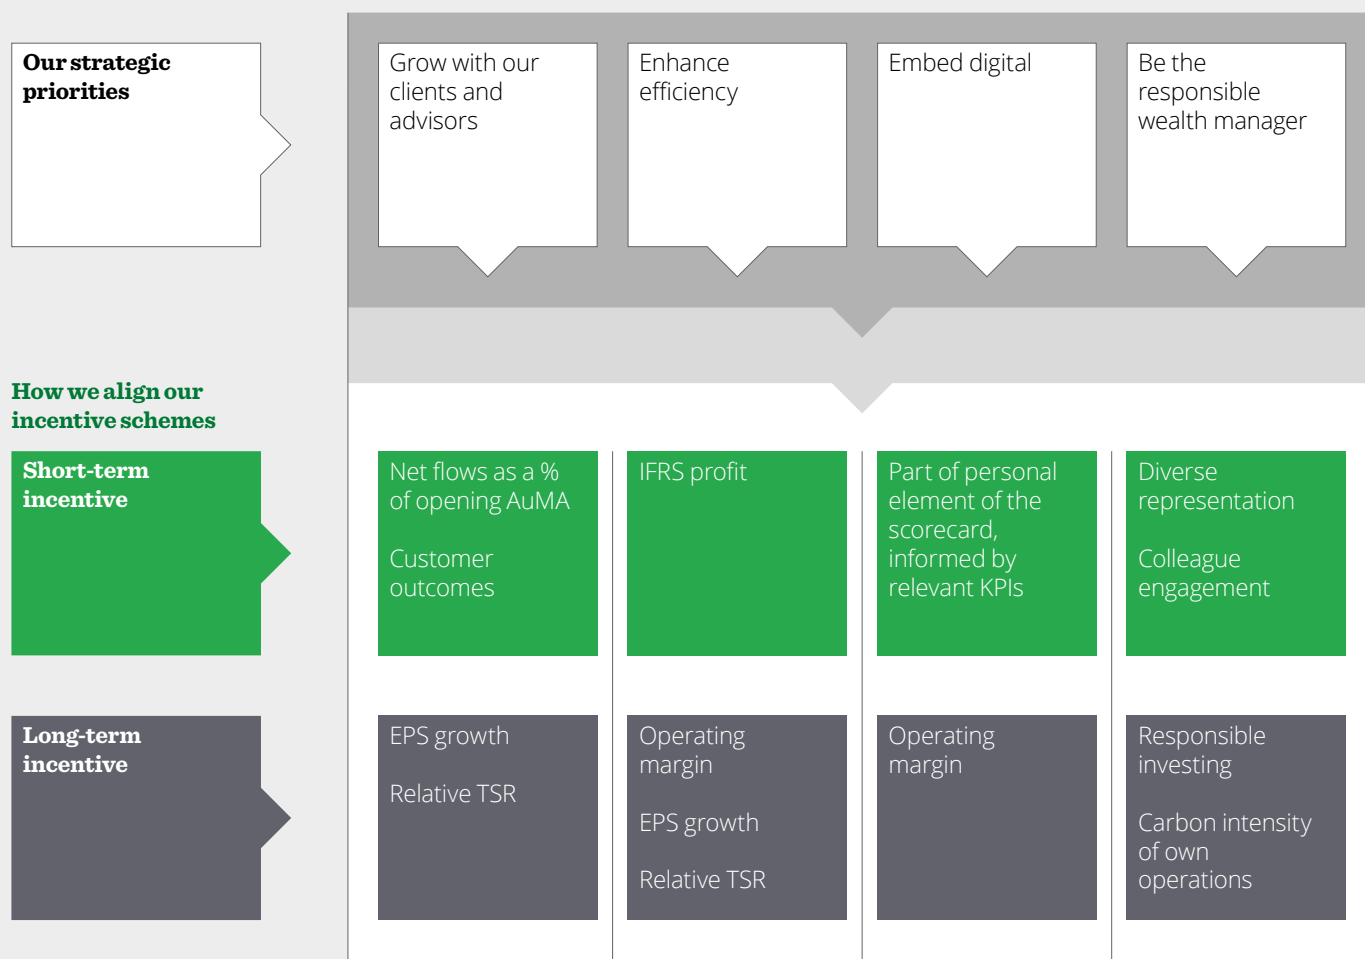 Our strategic
priorities
Grow with our
clients and
advisors
Enhance
efficiency
Embed digital
Be the
responsible
wealth manager
How we align our
incentive schemes
Short-term
incentive
Net flows as a %
of opening AuMA
Customer
outcomes
IFRS profit
Part of personal
element of the
scorecard,
informed by
relevant KPIs
Diverse
representation
Colleague
engagement
Long-term
incentive
EPS growth
Relative TSR
Operating
margin
EPS growth
Relative TSR
Operating
margin
Responsible
investing
Carbon intensity
of own
operations